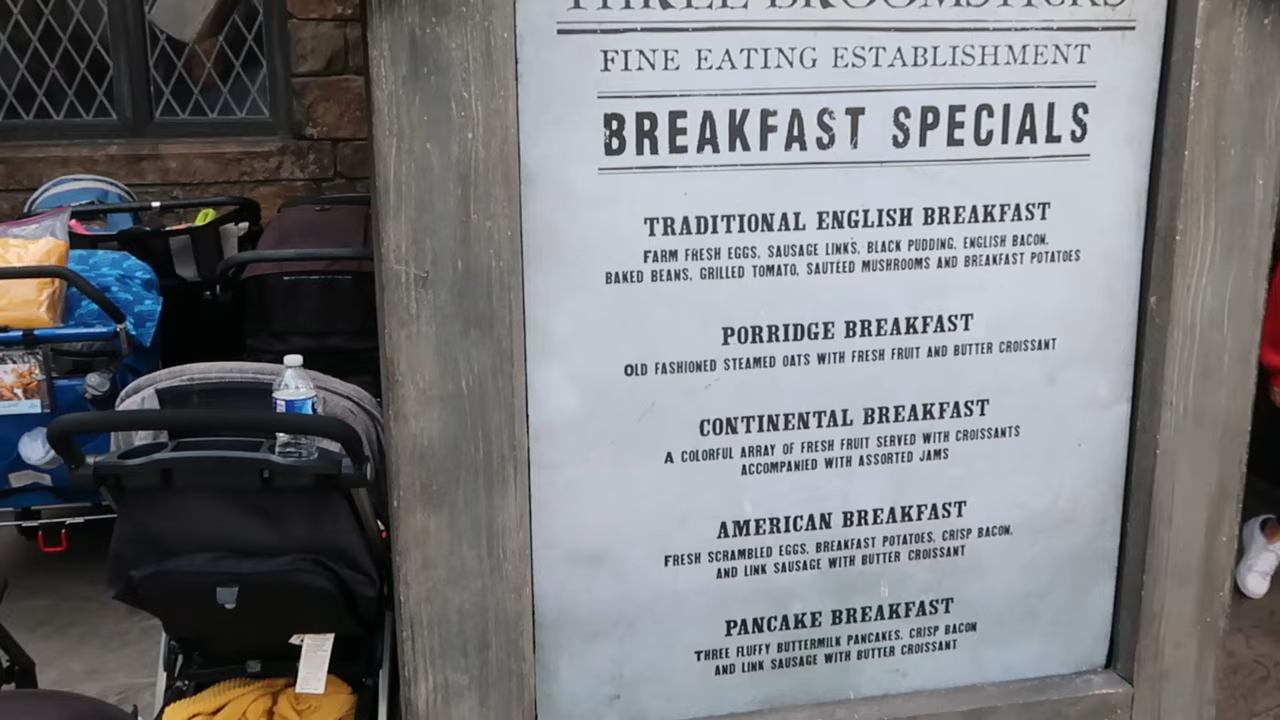 THREE BROOMSTICKS
FINE EATING ESTABLISHMENT
BREAKFAST SPECIALS
TRADITIONAL ENGLISH BREAKFAST
FARM FRESH EGGS, SAUSAGE LINKS, BLACK PUDDING, ENGLISH BACON,
BAKED BEANS, GRILLED TOMATO, SAUTEED MUSHROOMS AND BREAKFAST POTATOES
PORRIDGE BREAKFAST
OLD FASHIONED STEAMED OATS WITH FRESH FRUIT AND BUTTER CROISSANT
CONTINENTAL BREAKFAST
A COLORFUL ARRAY OF FRESH FRUIT SERVED WITH CROISSANTS
ACCOMPANIED WITH ASSORTED JAMS
AMERICAN BREAKFAST
FRESH SCRAMBLED EGGS, BREAKFAST POTATOES, CRISP BACON,
AND LINK SAUSAGE WITH BUTTER CROISSANT
PANCAKE BREAKFAST
THREE FLUFFY BUTTERMILK PANCAKES, CRISP BACON
AND LINK SAUSAGE WITH BUTTER CROISSANT